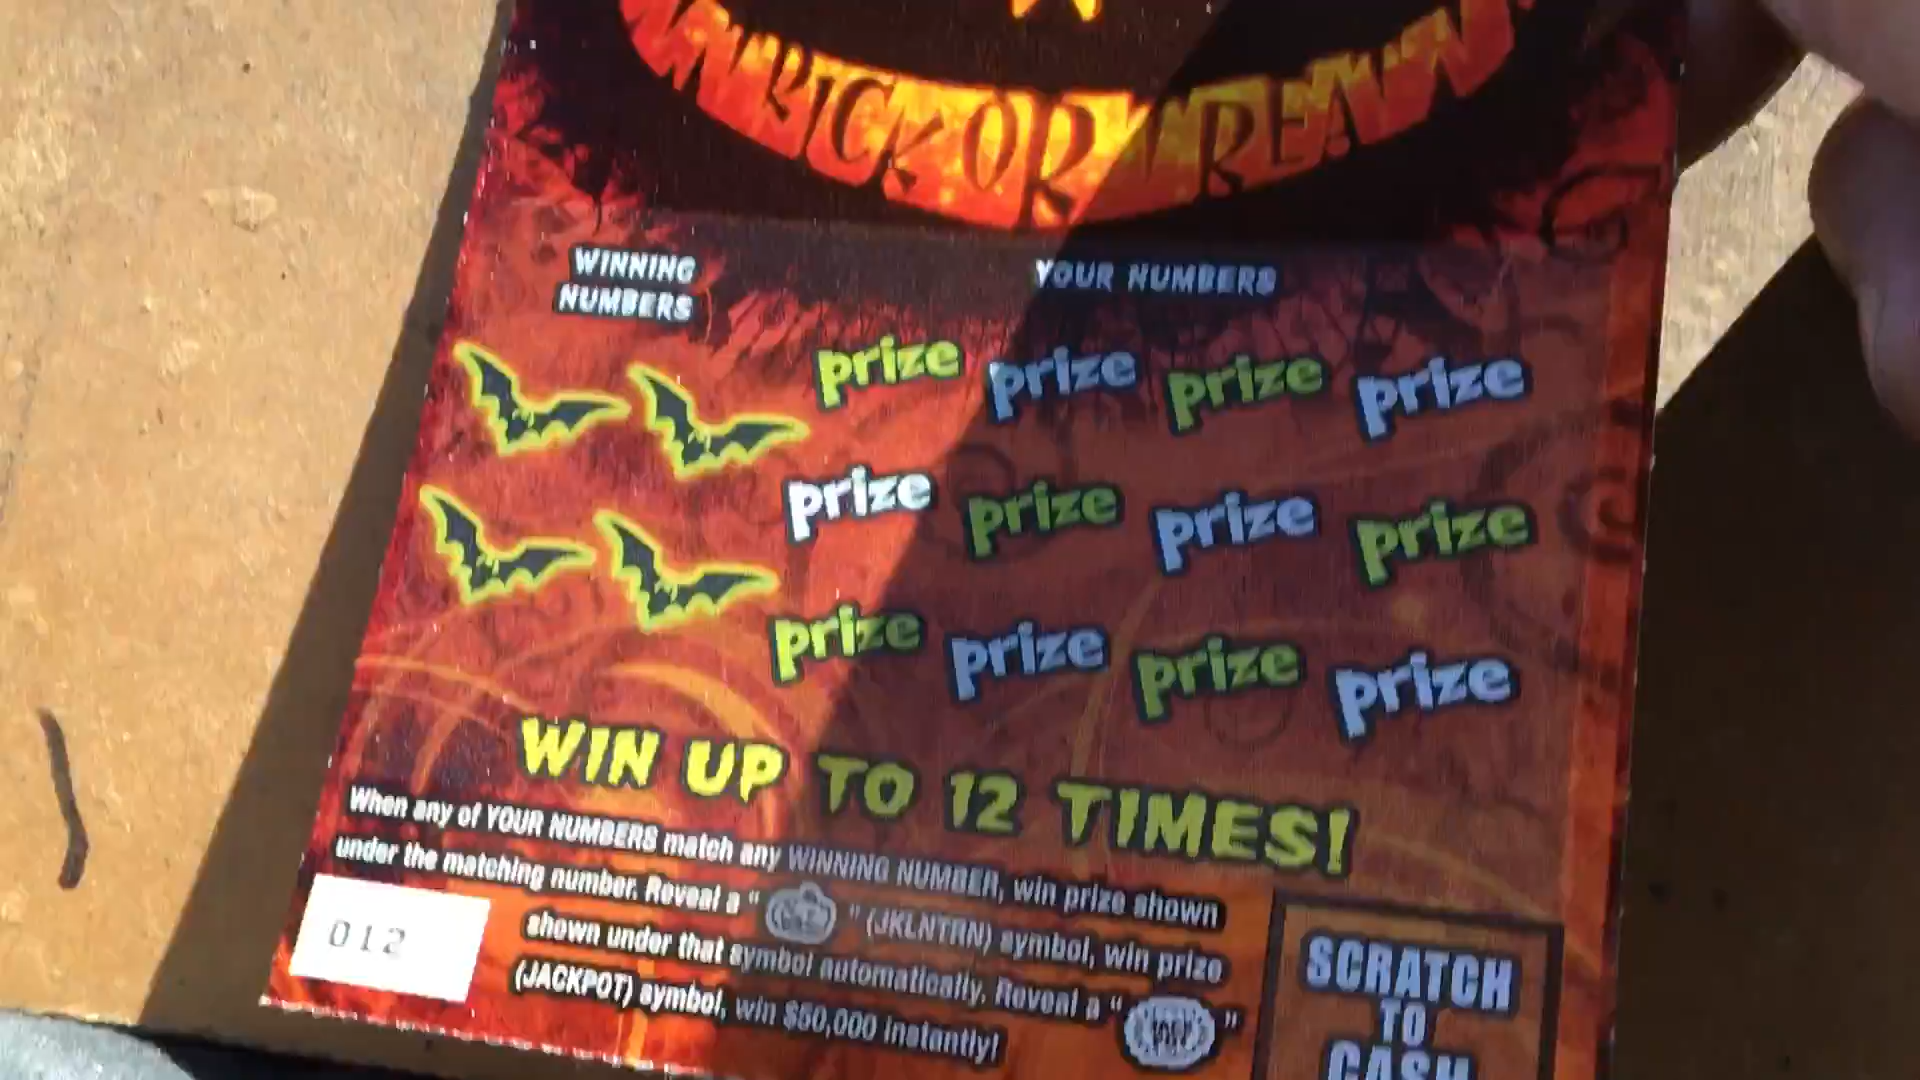 WINNING
NUMBERS
YOUR NUMBERS
prize prize prize prize
prize prize prize prize
prize prize prize prize
WIN UP TO 12 TIMES!
When any of YOUR NUMBERS match any WINNING NUMBER, win prize shown
under the matching number. Reveal a " " (JKLNTRN) symbol, win prize
shown under that symbol automatically. Reveal a " "
(JACKPOT) symbol, win $50,000 instantly!
012
SCRATCH
TO
CASH